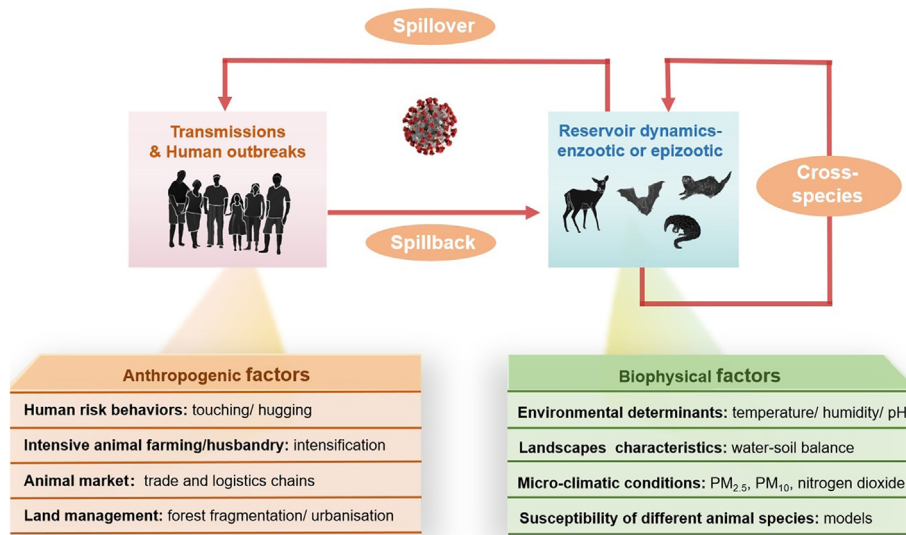 Spillover
Transmissions
& Human outbreaks
Reservoir dynamics-
enzootic or epizootic
Cross-
species
Spillback
Anthropogenic factors
Human risk behaviors: touching/ hugging
Intensive animal farming/husbandry: intensification
Animal market: trade and logistics chains
Land management: forest fragmentation/ urbanisation
Biophysical factors
Environmental determinants: temperature/ humidity/ pH
Landscapes characteristics: water-soil balance
Micro-climatic conditions: PM2.5, PM10, nitrogen dioxide
Susceptibility of different animal species: models